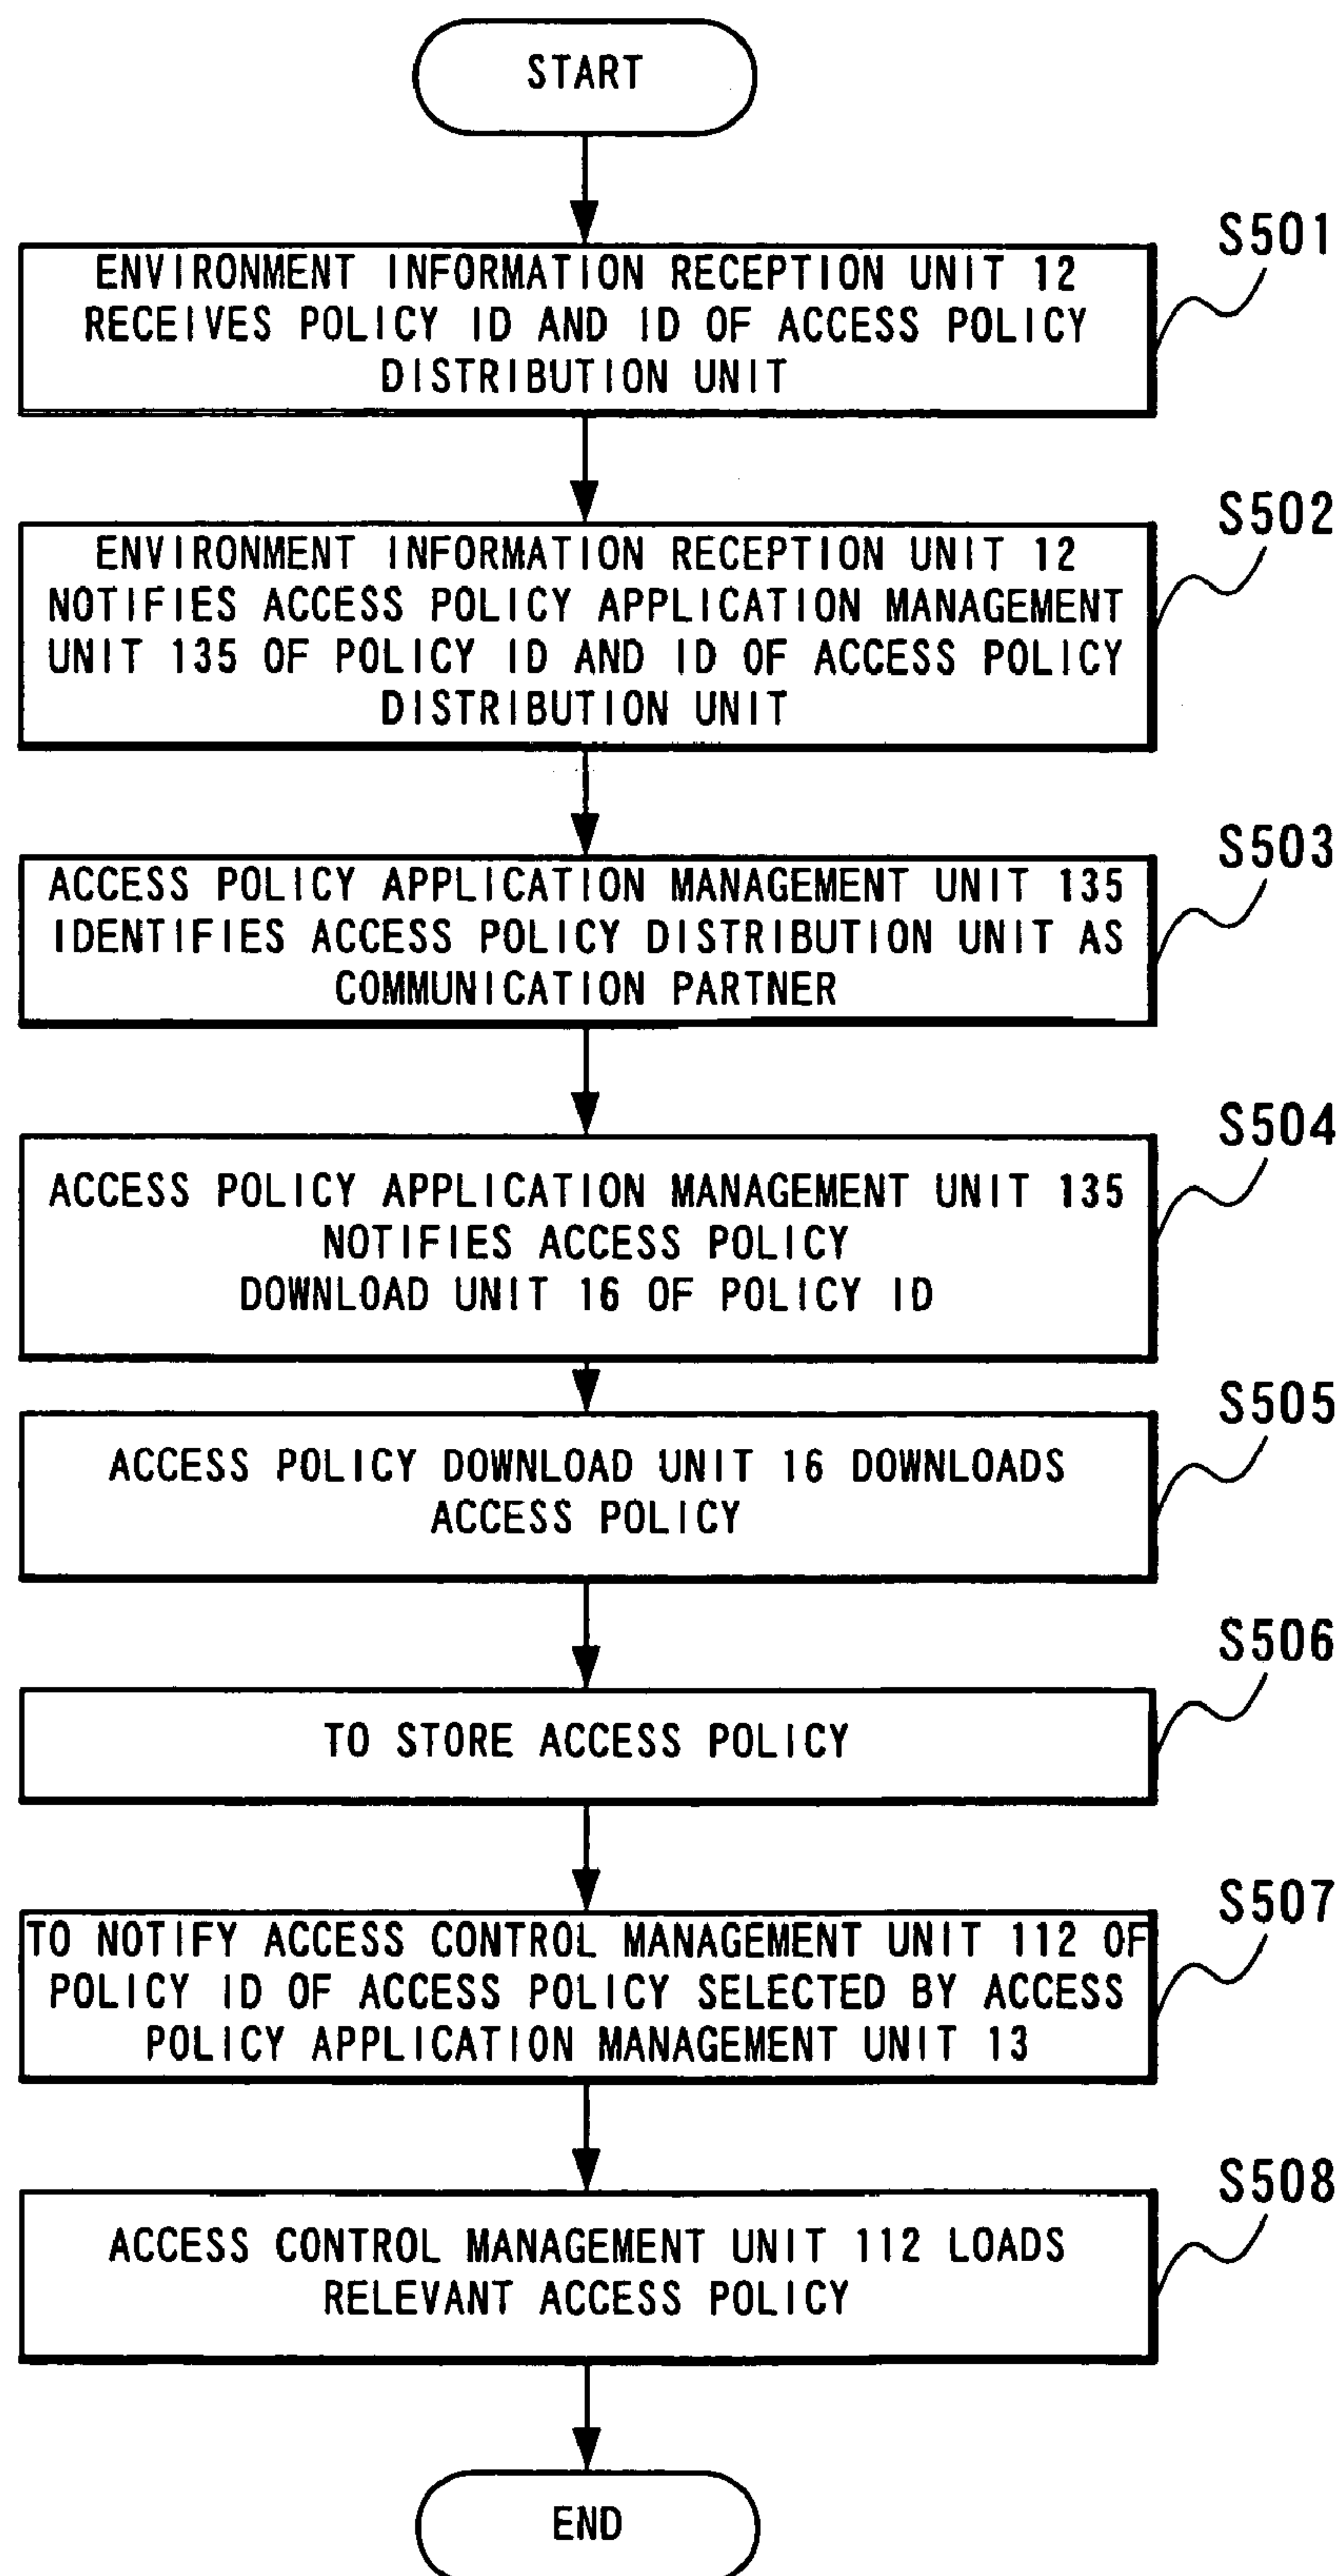 START
S501
ENVIRONMENT INFORMATION RECEPTION UNIT 12
RECEIVES POLICY ID AND ID OF ACCESS POLICY
DISTRIBUTION UNIT
S502
ENVIRONMENT INFORMATION RECEPTION UNIT 12
NOTIFIES ACCESS POLICY APPLICATION MANAGEMENT
UNIT 135 OF POLICY ID AND ID OF ACCESS POLICY
DISTRIBUTION UNIT
S503
ACCESS POLICY APPLICATION MANAGEMENT UNIT 135
IDENTIFIES ACCESS POLICY DISTRIBUTION UNIT AS
COMMUNICATION PARTNER
S504
ACCESS POLICY APPLICATION MANAGEMENT UNIT 135
NOTIFIES ACCESS POLICY
DOWNLOAD UNIT 16 OF POLICY ID
S505
ACCESS POLICY DOWNLOAD UNIT 16 DOWNLOADS
ACCESS POLICY
S506
TO STORE ACCESS POLICY
S507
TO NOTIFY ACCESS CONTROL MANAGEMENT UNIT 112 OF
POLICY ID OF ACCESS POLICY SELECTED BY ACCESS
POLICY APPLICATION MANAGEMENT UNIT 13
S508
ACCESS CONTROL MANAGEMENT UNIT 112 LOADS
RELEVANT ACCESS POLICY
END